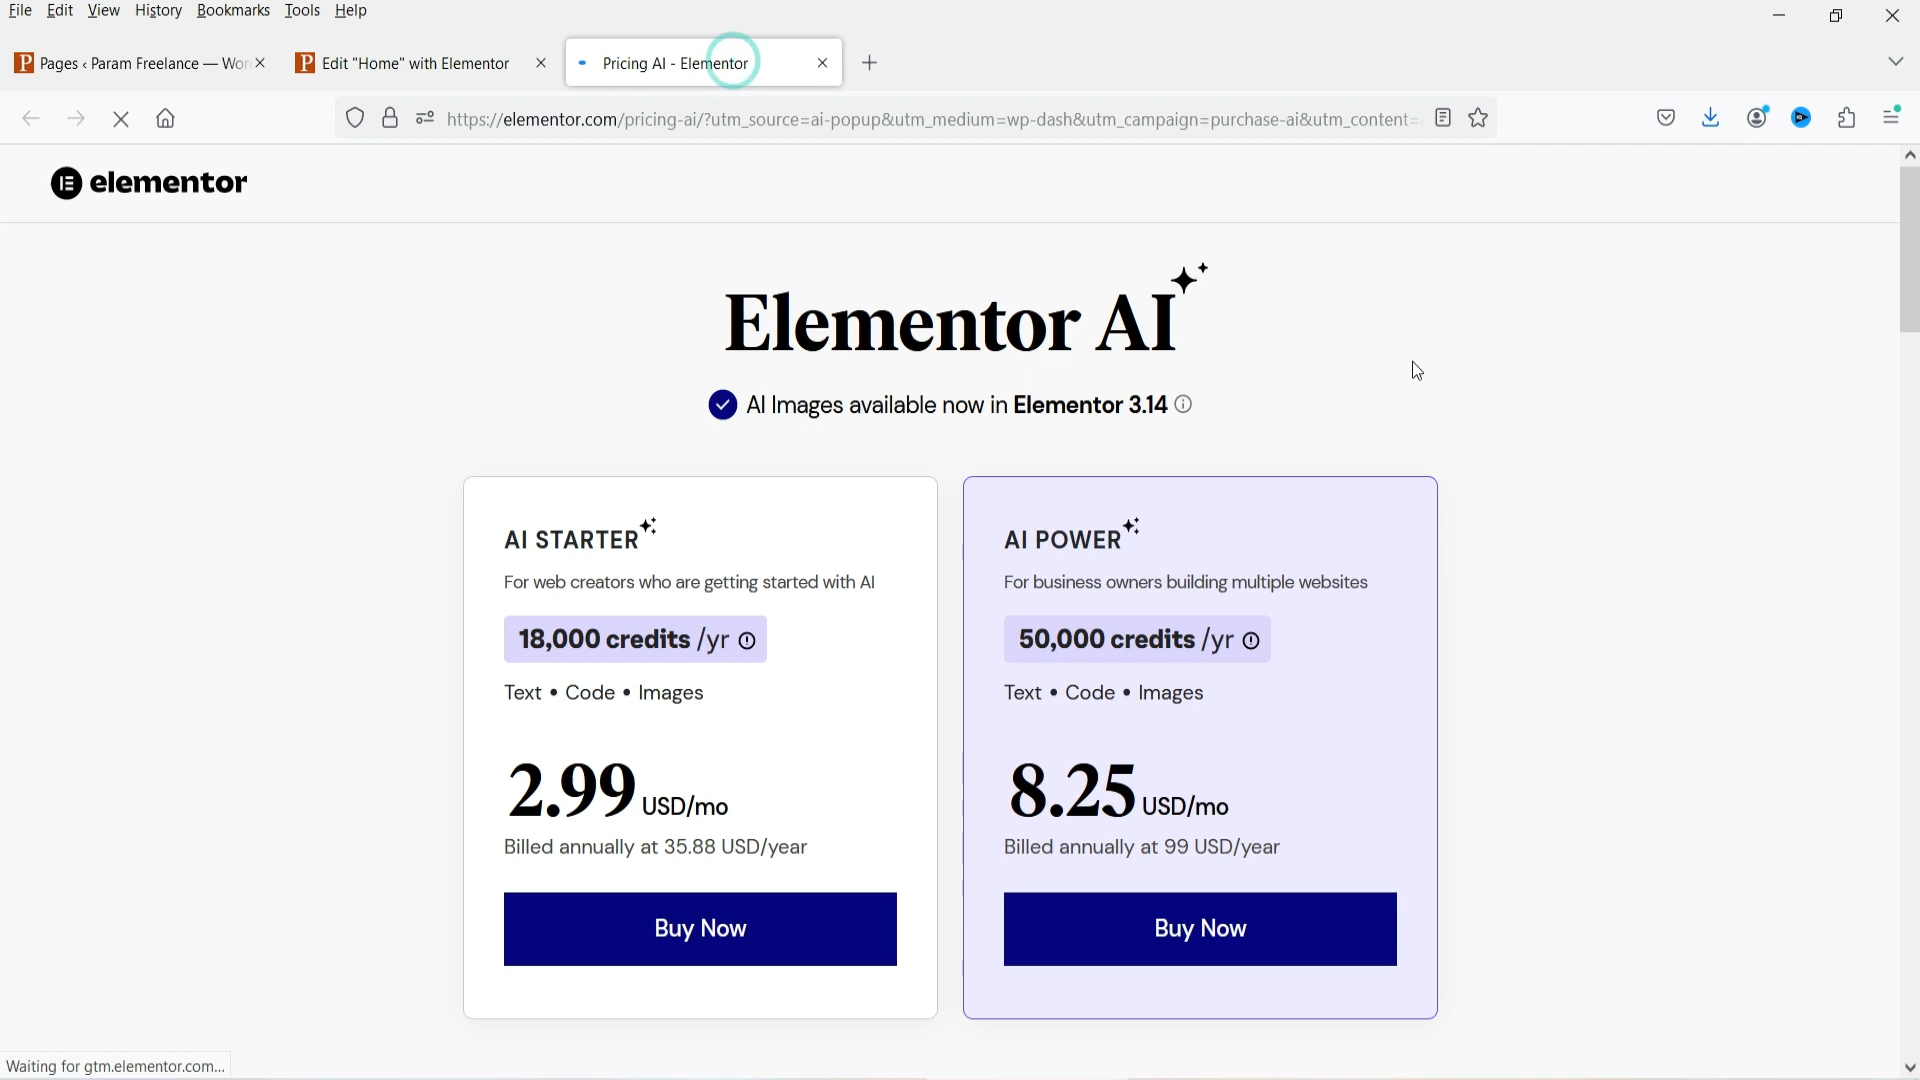 File Edit View History Bookmarks Tools Help
Pages ‹ Param Freelance — Wor
Edit "Home" with Elementor
Pricing AI - Elementor
https://elementor.com/pricing-ai/?utm_source=ai-popup&utm_medium=wp-dash&utm_campaign=purchase-ai&utm_content=
elementor
Elementor AI
AI Images available now in Elementor 3.14
AI STARTER
For web creators who are getting started with AI
18,000 credits /yr
Text • Code • Images
2.99 USD/mo
Billed annually at 35.88 USD/year
Buy Now
AI POWER
For business owners building multiple websites
50,000 credits /yr
Text • Code • Images
8.25 USD/mo
Billed annually at 99 USD/year
Buy Now
Waiting for gtm.elementor.com...